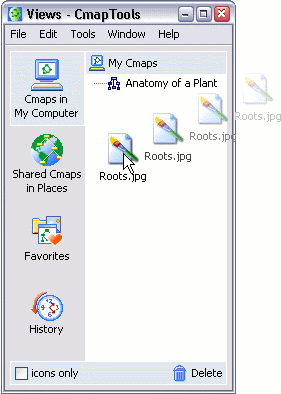 Views - CmapTools
File Edit Tools Window Help
My Cmaps
Anatomy of a Plant
Cmaps in
My Computer
Roots.jpg
Roots.jpg
Roots.jpg
Roots.jpg
Shared Cmaps
in Places
Favorites
History
icons only
Delete